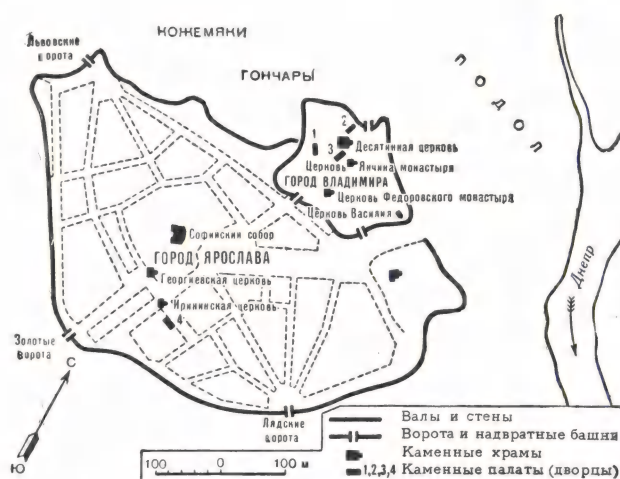 КОЖЕМЯКИ
Львовские
ворота
ГОНЧАРЫ
ПОДОЛ
2
1
3
Десятинная церковь
Церковь Янчина монастыря
ГОРОД ВЛАДИМИРА
Церковь Федоровского монастыря
Церковь Василия
Софийский собор
ГОРОД ЯРОСЛАВА
Георгиевская церковь
Ирининская церковь
4
Днепр
Золотые
ворота
С
Ю
Лядские
ворота
100 0 100 м
Валы и стены
Ворота и надвратные башни
Каменные храмы
1,2,3,4 Каменные палаты (дворцы)